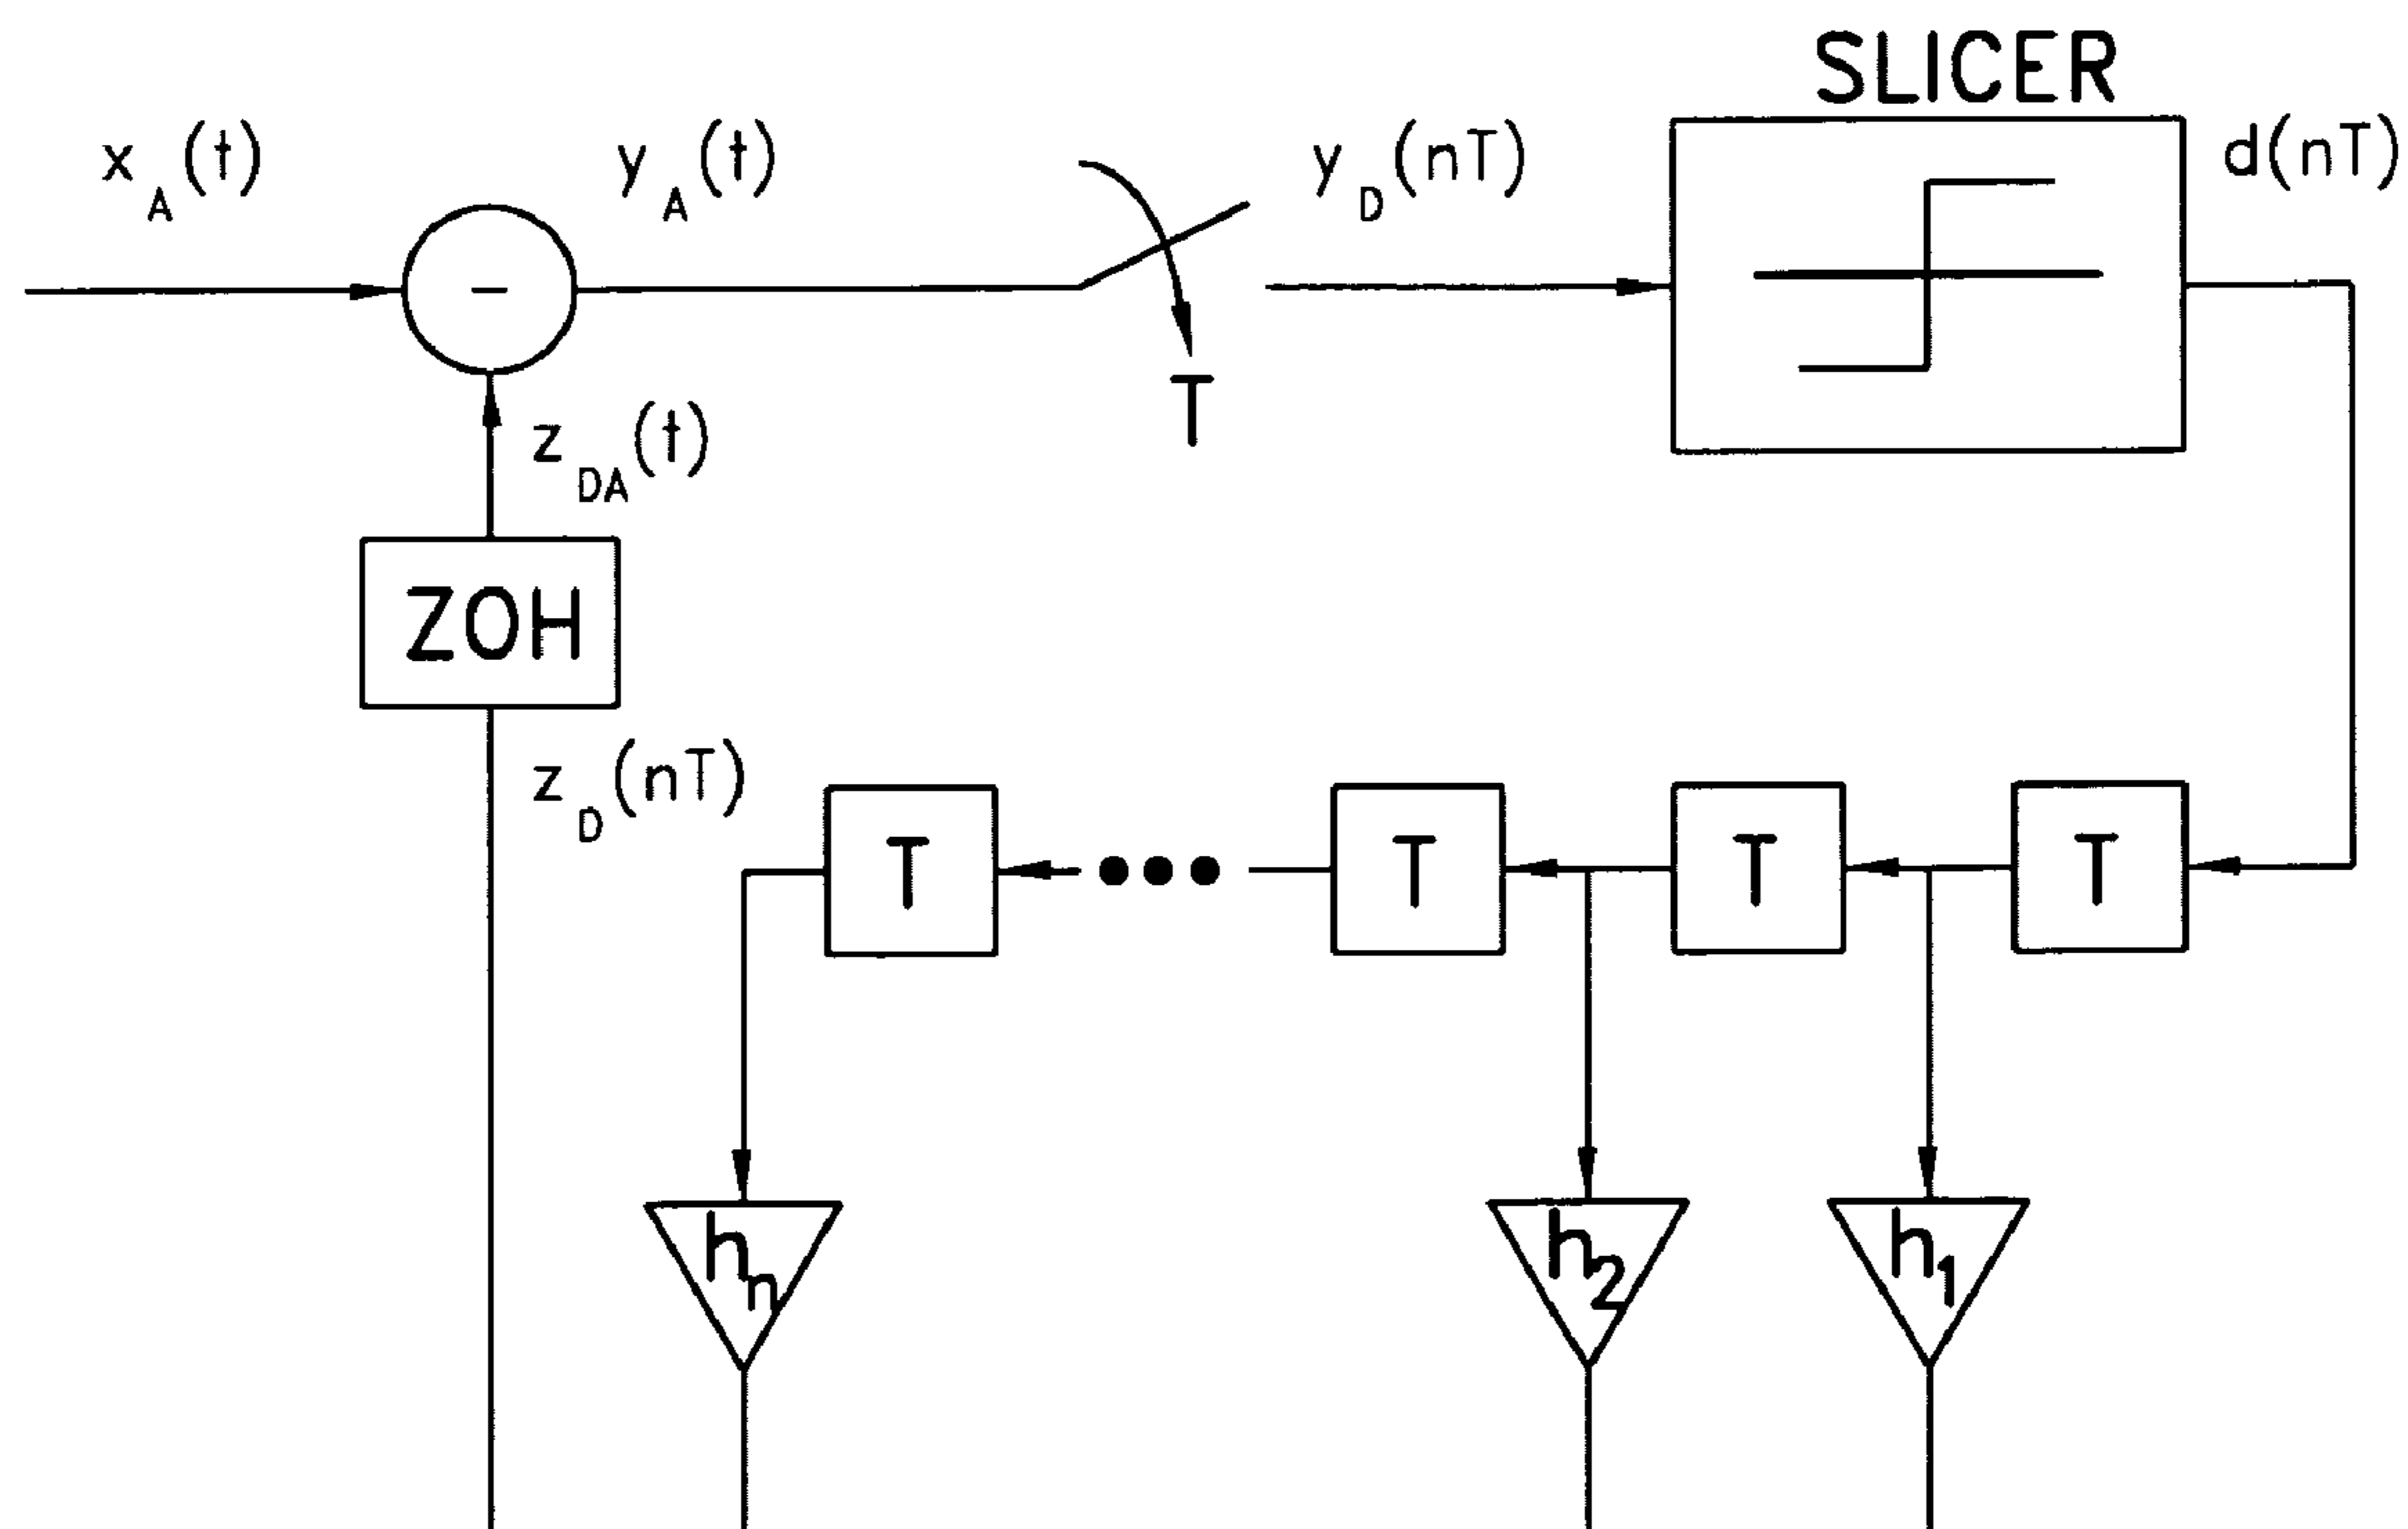 SLICER
x_A(t)
y_A(t)
y_D(nT)
d(nT)
T
z_DA(t)
ZOH
z_D(nT)
T
T
T
T
h_n
h_2
h_1